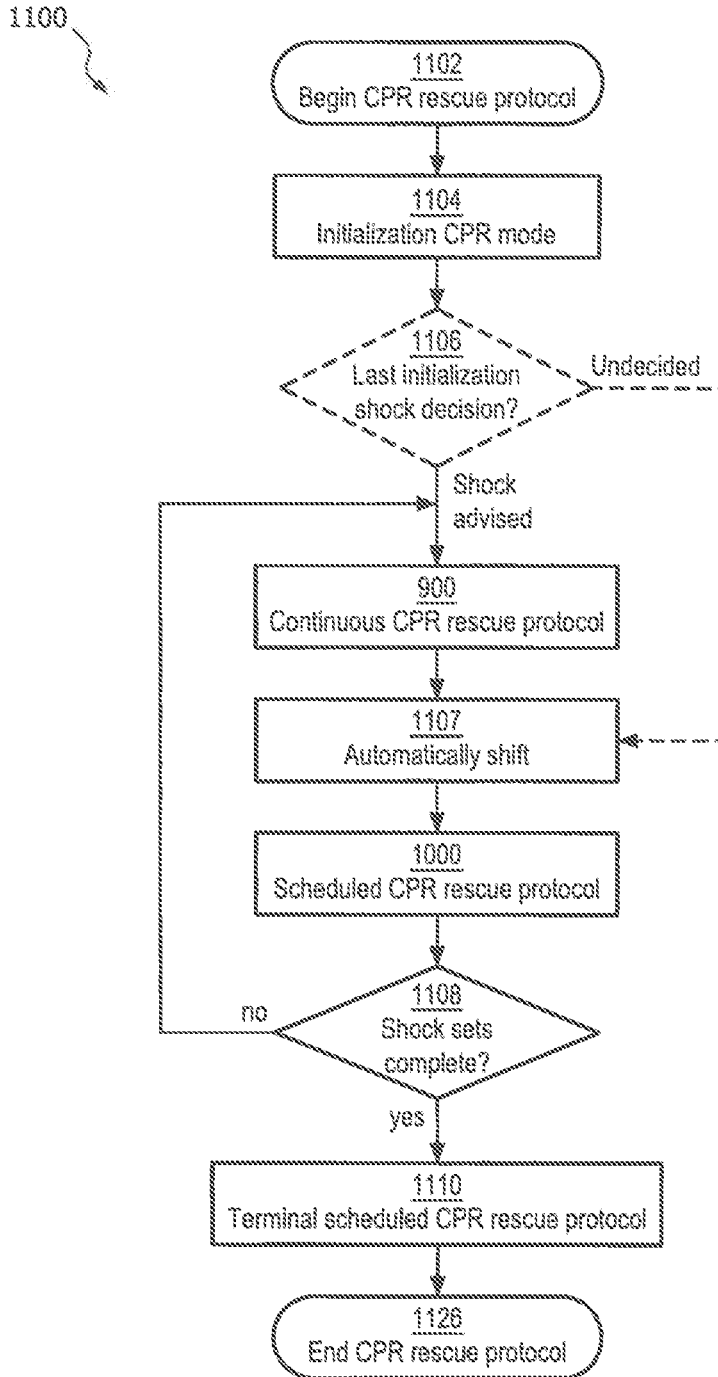 1100
1102
Begin CPR rescue protocol
1104
Initialization CPR mode
1106
Last initialization
shock decision?
Undecided
Shock
advised
900
Continuous CPR rescue protocol
1107
Automatically shift
1000
Scheduled CPR rescue protocol
1108
Shock sets
complete?
no
yes
1110
Terminal scheduled CPR rescue protocol
1126
End CPR rescue protocol